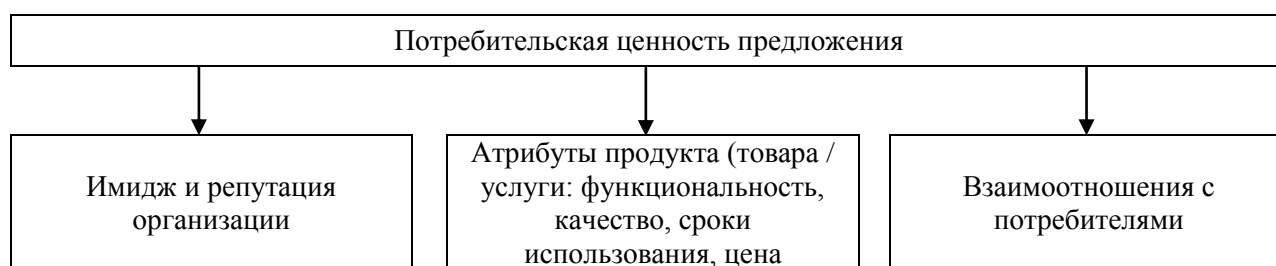 Потребительская ценность предложения
Имидж и репутация
организации
Атрибуты продукта (товара /
услуги: функциональность,
качество, сроки
использования, цена
Взаимоотношения с
потребителями